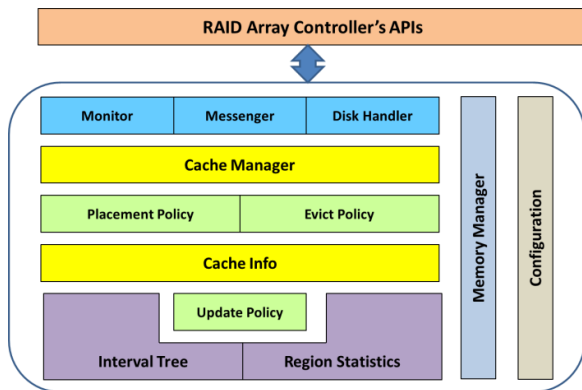 RAID Array Controller's APIs
Monitor
Messenger
Disk Handler
Cache Manager
Placement Policy
Evict Policy
Cache Info
Update Policy
Interval Tree
Region Statistics
Memory Manager
Configuration